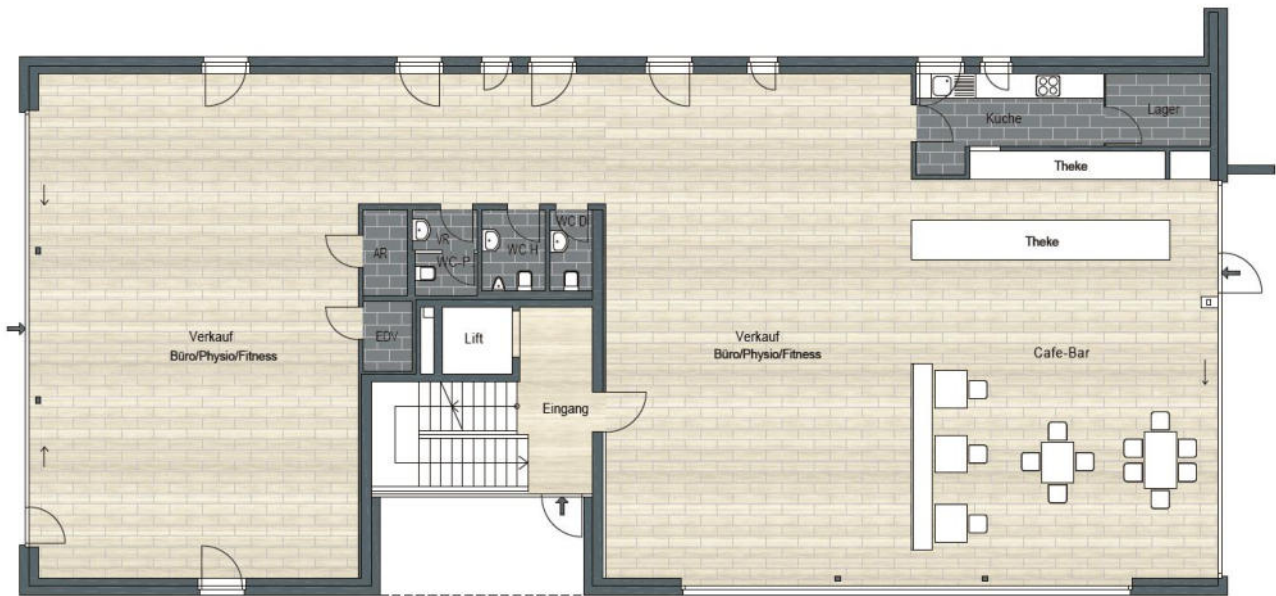 Küche
Lager
Theke
Theke
VR
WC D
WC H
AR
WC-P
EDV
Lift
Verkauf
Büro/Physio/Fitness
Verkauf
Büro/Physio/Fitness
Cafe-Bar
Eingang